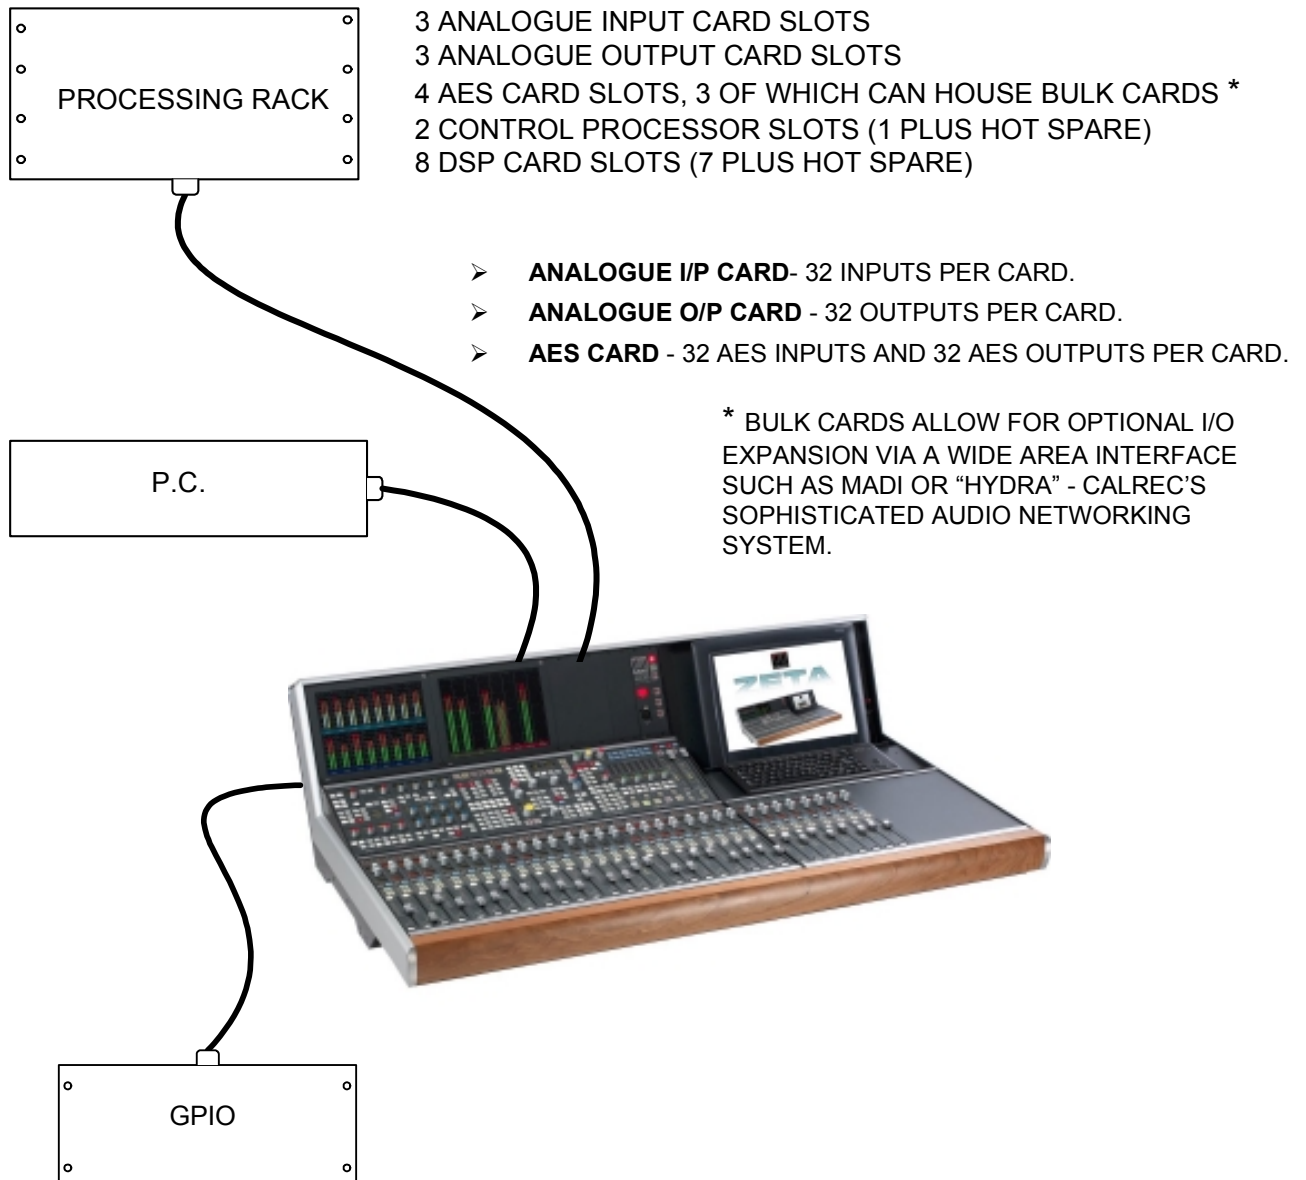 PROCESSING RACK
3 ANALOGUE INPUT CARD SLOTS
3 ANALOGUE OUTPUT CARD SLOTS
4 AES CARD SLOTS, 3 OF WHICH CAN HOUSE BULK CARDS *
2 CONTROL PROCESSOR SLOTS (1 PLUS HOT SPARE)
8 DSP CARD SLOTS (7 PLUS HOT SPARE)
➢ ANALOGUE I/P CARD- 32 INPUTS PER CARD.
➢ ANALOGUE O/P CARD - 32 OUTPUTS PER CARD.
➢ AES CARD - 32 AES INPUTS AND 32 AES OUTPUTS PER CARD.
* BULK CARDS ALLOW FOR OPTIONAL I/O
EXPANSION VIA A WIDE AREA INTERFACE
SUCH AS MADI OR “HYDRA” - CALREC’S
SOPHISTICATED AUDIO NETWORKING
SYSTEM.
P.C.
ZETA
GPIO